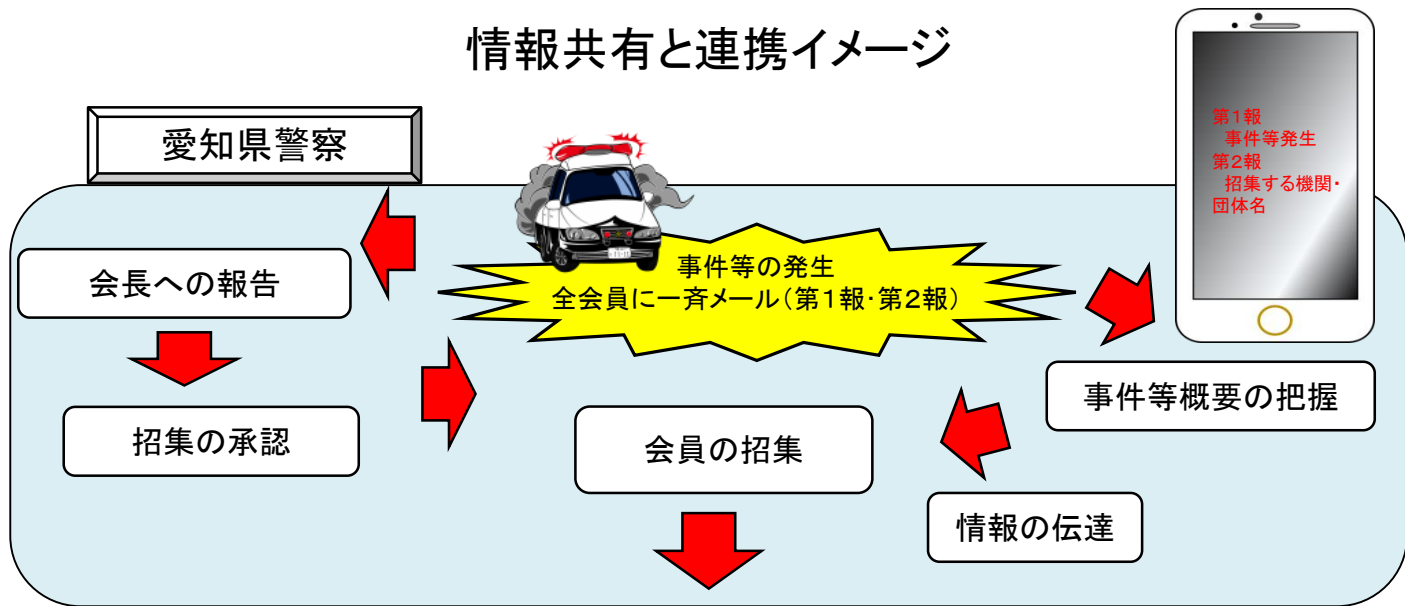 情報共有と連携イメージ
愛知県警察
第1報
事件等発生
第2報
招集する機関・
団体名
会長への報告
事件等の発生
全会員に一斉メール（第1報・第2報）
招集の承認
会員の招集
事件等概要の把握
情報の伝達